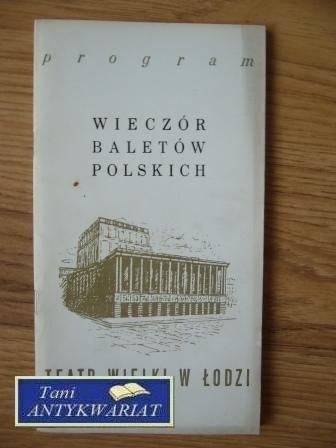 program
WIECZÓR
BALETÓW
POLSKICH
TEATR WIELKI W ŁODZI
Tani
ANTYKWARIAT